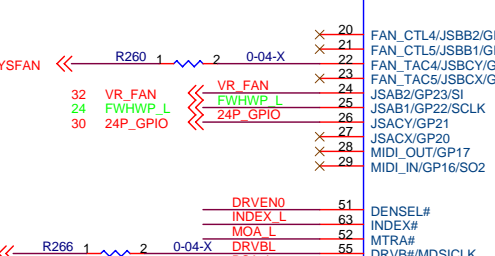 20 FAN_CTL4/JSBB2/G
21 FAN_CTL5/JSBB1/G
YSFAN R260 1 2 0-04-X 22 FAN_TAC4/JSBCY/G
23 FAN_TAC5/JSBCX/G
32 VR_FAN VR_FAN 24 JSAB2/GP23/SI
24 FWHWP_L FWHWP_L 25 JSAB1/GP22/SCLK
30 24P_GPIO 24P_GPIO 26 JSACY/GP21
27 JSACX/GP20
28 MIDI_OUT/GP17
29 MIDI_IN/GP16/SO2
DRVEN0 51 DENSEL#
INDEX_L 63 INDEX#
MOA_L 52 MTRA#
R266 1 2 0-04-X DRVBL 55 DRVB#/MDSICLK